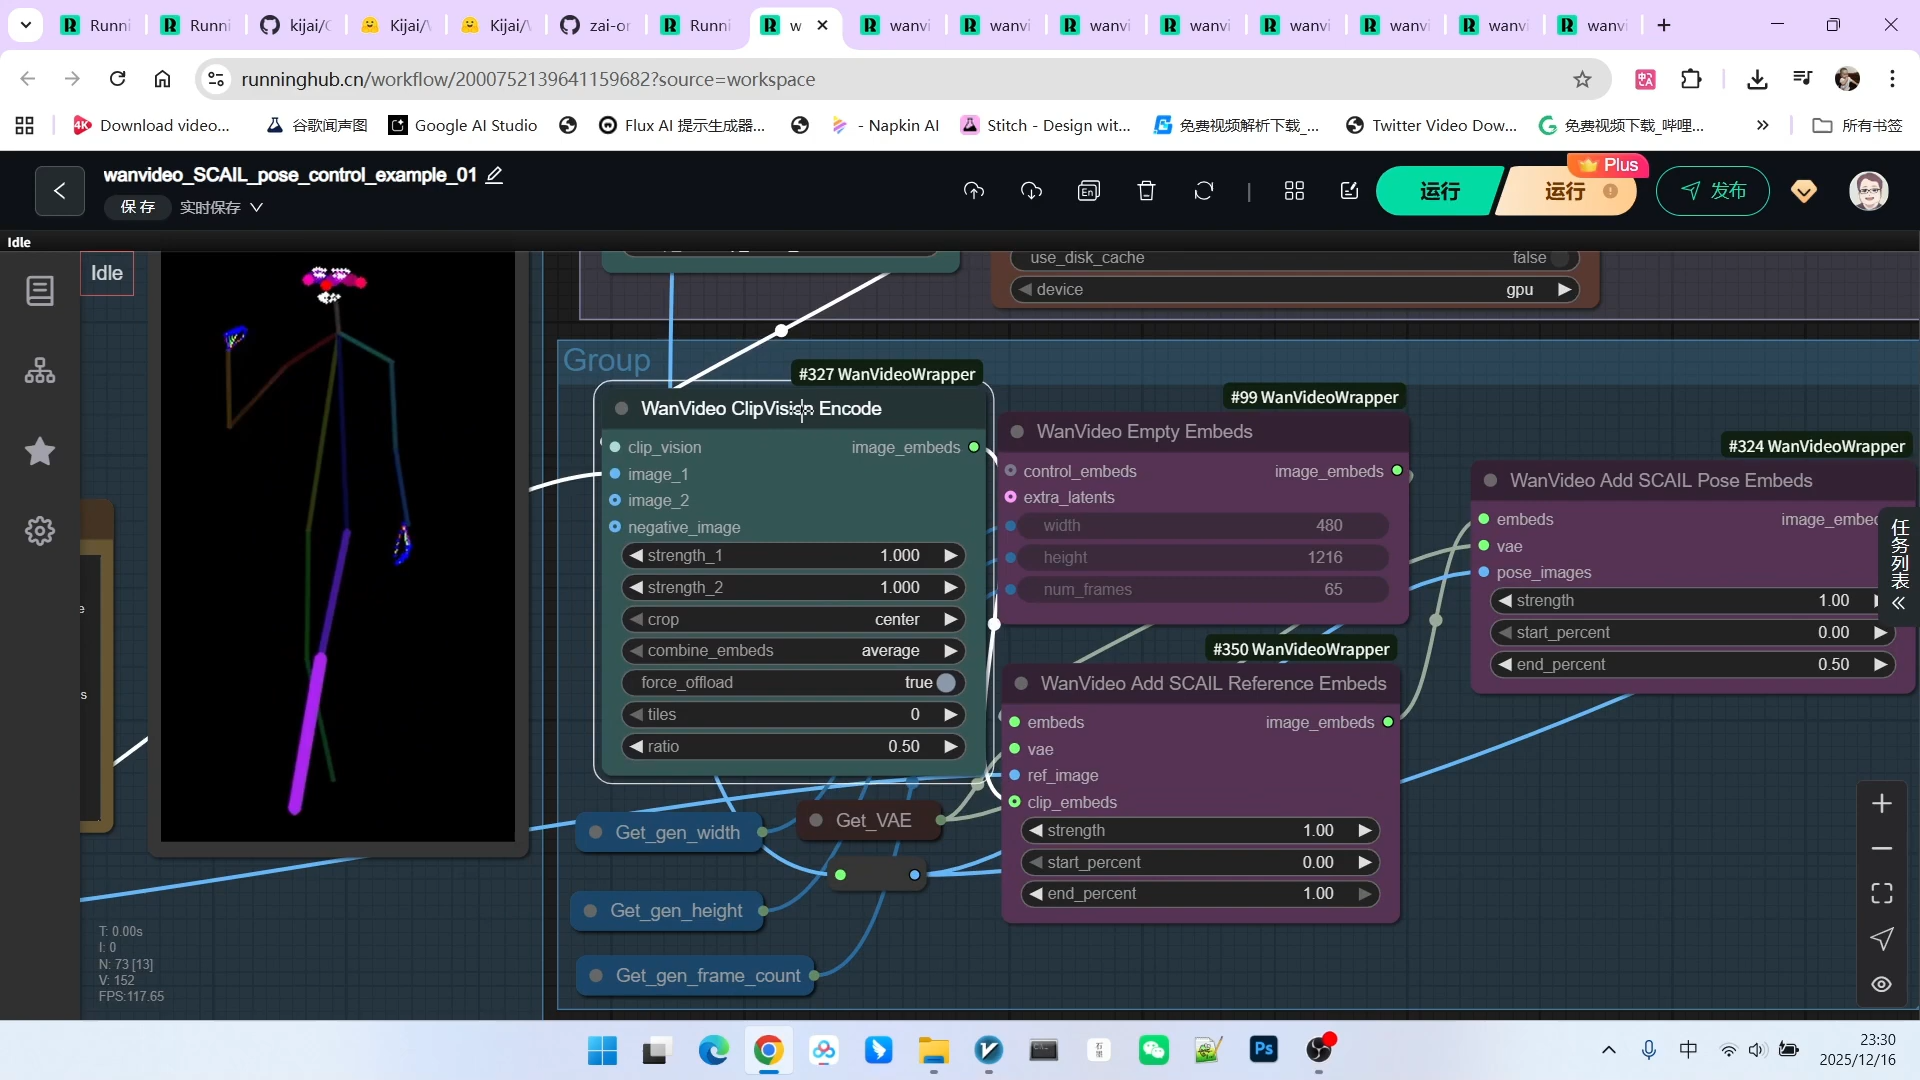 Runni
Runni
kijai/C
Kijai/V
Kijai/V
zai-or
Runni
w
wanvi
wanvi
wanvi
wanvi
wanvi
wanvi
wanvi
wanvi
runninghub.cn/workflow/2000752139641159682?source=workspace
Download video...
谷歌闻声图
Google AI Studio
Flux AI 提示生成器...
- Napkin AI
Stitch - Design wit...
免费视频解析下载_...
Twitter Video Dow...
免费视频下载_哔哩...
所有书签
wanvideo_SCAIL_pose_control_example_01
保存
实时保存
En
运行
运行
Plus
发布
Idle
Idle
use_disk_cache false
device gpu
Group
#327 WanVideoWrapper
WanVideo ClipVision Encode
clip_vision image_embeds
image_1
image_2
negative_image
strength_1 1.000
strength_2 1.000
crop center
combine_embeds average
force_offload true
tiles 0
ratio 0.50
#99 WanVideoWrapper
WanVideo Empty Embeds
control_embeds image_embeds
extra_latents
width 480
height 1216
num_frames 65
#350 WanVideoWrapper
WanVideo Add SCAIL Reference Embeds
embeds image_embeds
vae
ref_image
clip_embeds
strength 1.00
start_percent 0.00
end_percent 1.00
#324 WanVideoWrapper
WanVideo Add SCAIL Pose Embeds
embeds image_embec
vae
pose_images
strength 1.00
start_percent 0.00
end_percent 0.50
任务列表
Get_gen_width
Get_VAE
Get_gen_height
Get_gen_frame_count
e
s
T: 0.00s
I: 0
N: 73 [13]
V: 152
FPS:117.65
Ps
中
23:30
2025/12/16